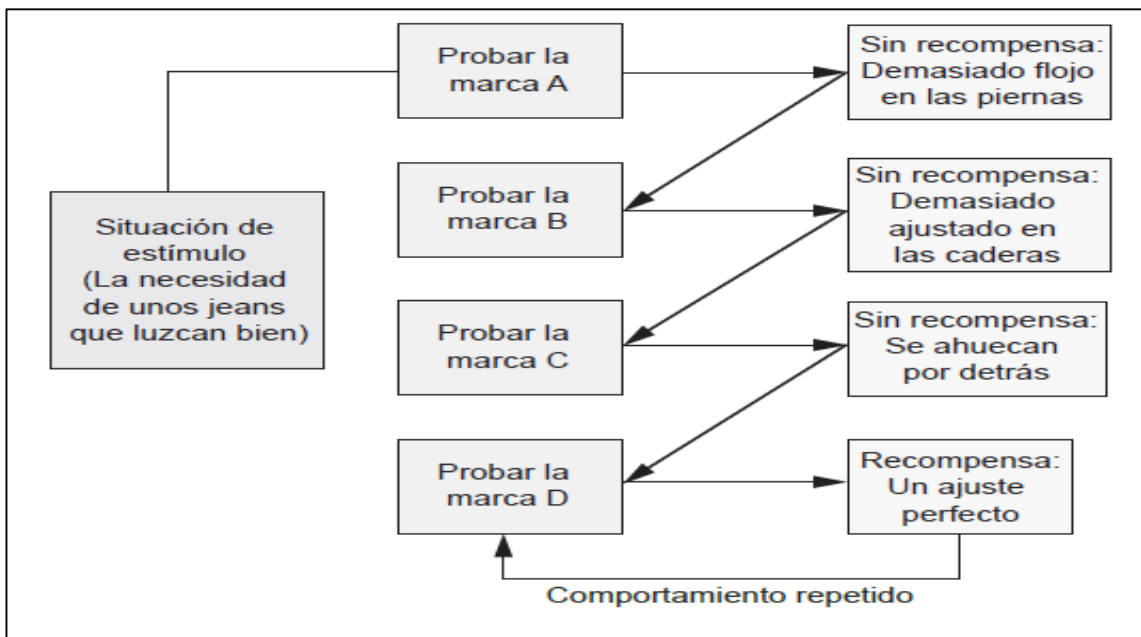 Probar la
marca A
Sin recompensa:
Demasiado flojo
en las piernas
Situación de
estímulo
(La necesidad
de unos jeans
que luzcan bien)
Probar la
marca B
Sin recompensa:
Demasiado
ajustado en
las caderas
Probar la
marca C
Sin recompensa:
Se ahuecan
por detrás
Probar la
marca D
Recompensa:
Un ajuste
perfecto
Comportamiento repetido